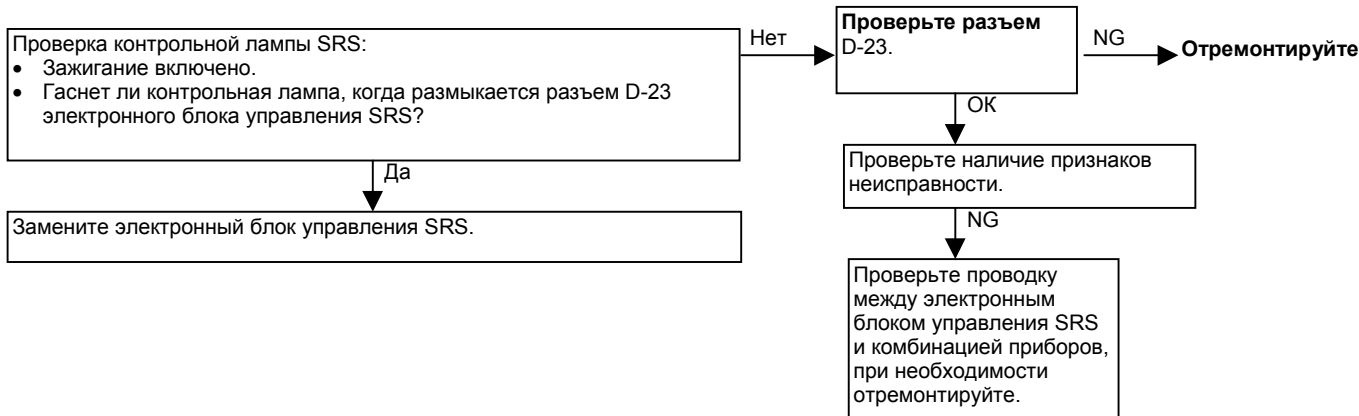 Проверка контрольной лампы SRS:
• Зажигание включено.
• Гаснет ли контрольная лампа, когда размыкается разъем D-23
электронного блока управления SRS?
Нет
Проверьте разъем
D-23.
NG
Отремонтируйте
Да
Замените электронный блок управления SRS.
ОК
Проверьте наличие признаков
неисправности.
NG
Проверьте проводку
между электронным
блоком управления SRS
и комбинацией приборов,
при необходимости
отремонтируйте.